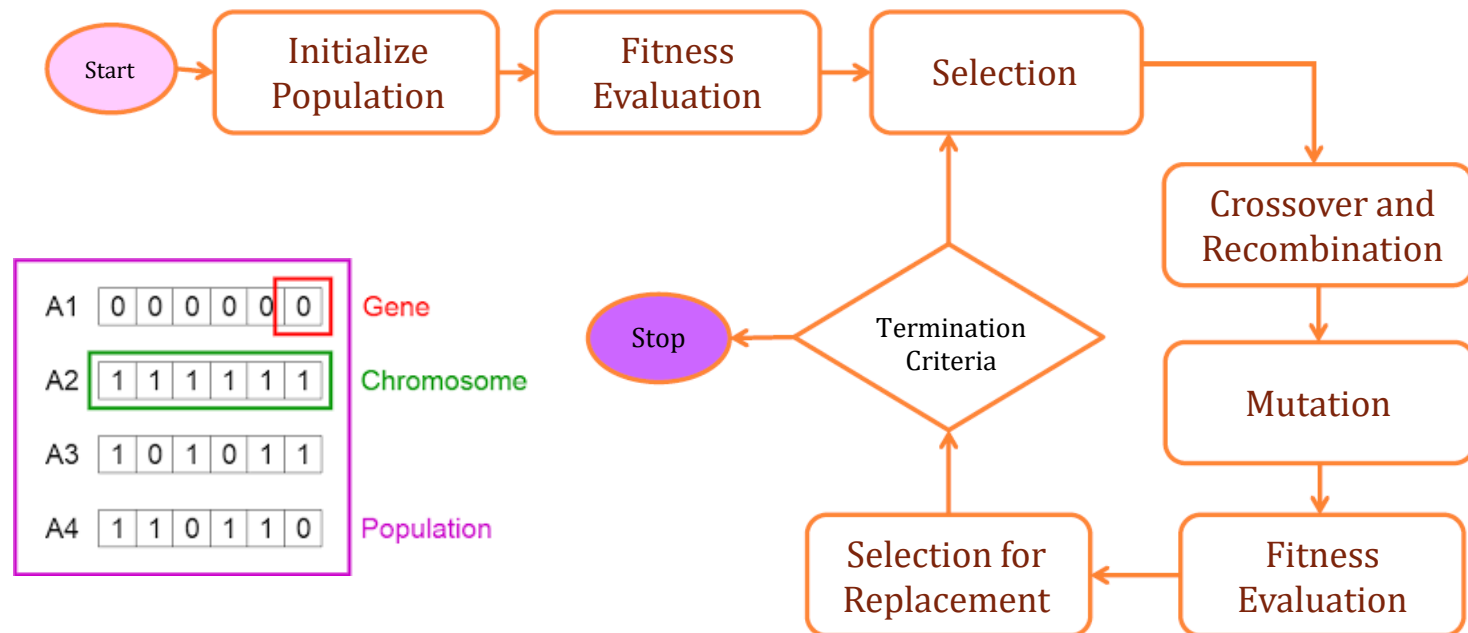 Start
Initialize
Population
Fitness
Evaluation
Selection
Crossover and
Recombination
Mutation
Fitness
Evaluation
Selection for
Replacement
Termination
Criteria
Stop
A1 0 0 0 0 0 0 Gene
A2 1 1 1 1 1 1 Chromosome
A3 1 0 1 0 1 1
A4 1 1 0 1 1 0 Population